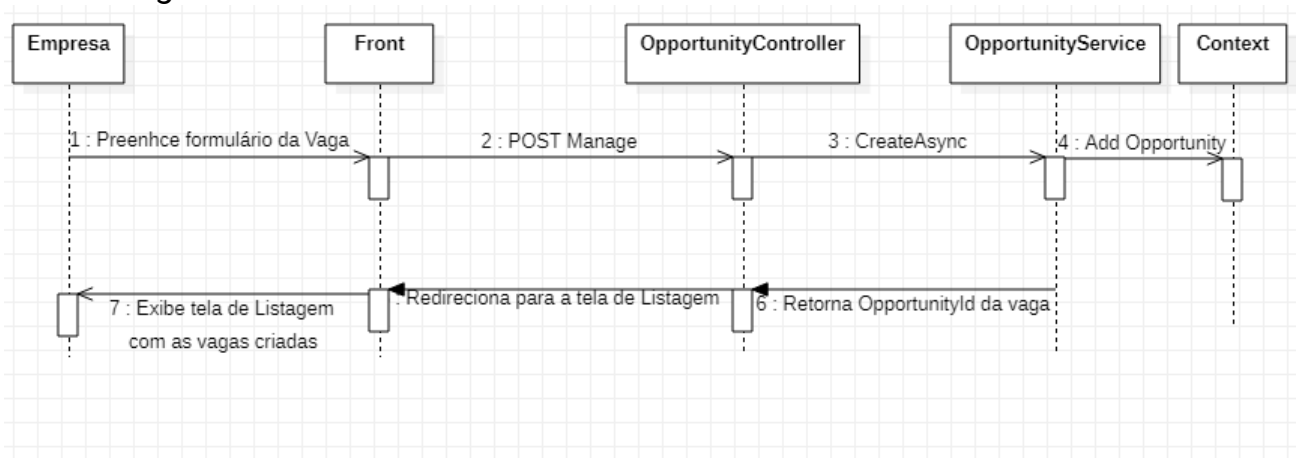 Empresa
Front
OpportunityController
OpportunityService
Context
1 : Preenhce formulário da Vaga
2 : POST Manage
3 : CreateAsync
4 : Add Opportunity
7 : Exibe tela de Listagem
com as vagas criadas
: Redireciona para a tela de Listagem
6 : Retorna OpportunityId da vaga